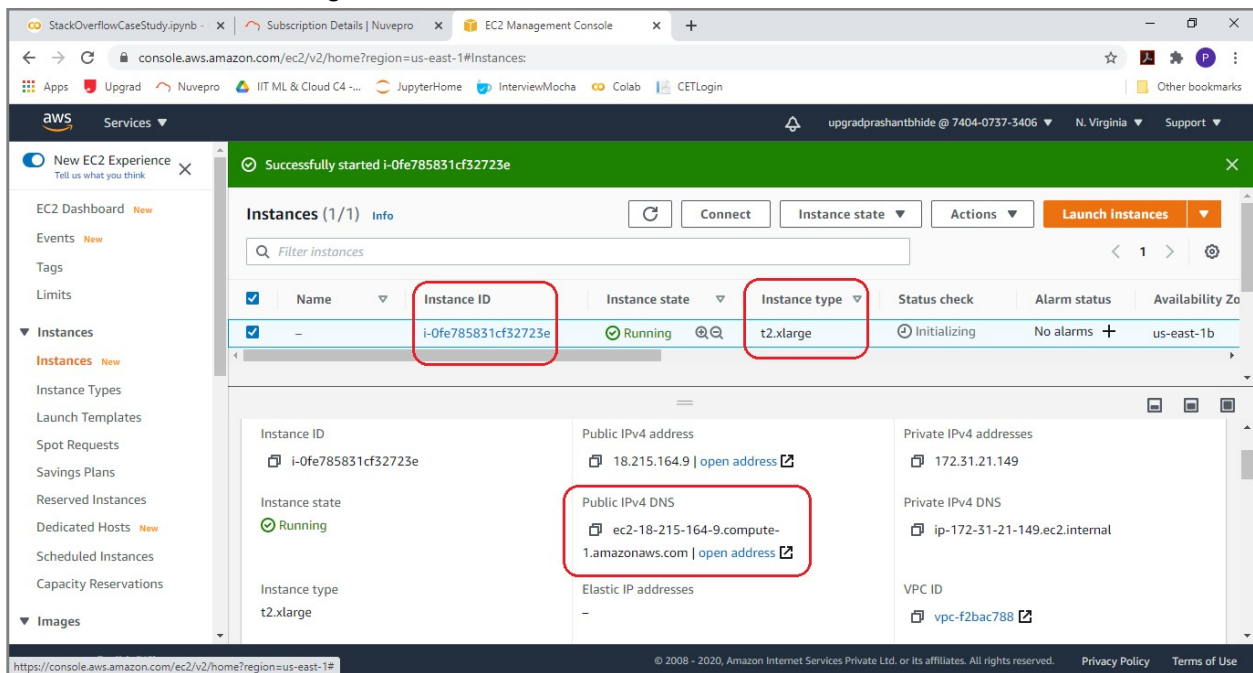 StackOverflowCaseStudy.ipynb - Subscription Details | Nuvepro EC2 Management Console
console.aws.amazon.com/ec2/v2/home?region=us-east-1#Instances:
Apps Upgrad Nuvepro IIT ML & Cloud C4 -... JupyterHome InterviewMocha Colab CETLogin Other bookmarks
aws Services ▼ upgradprashantbhide @ 7404-0737-3406 ▼ N. Virginia ▼ Support ▼
New EC2 Experience
Tell us what you think
EC2 Dashboard New
Events New
Tags
Limits
Instances
Instances New
Instance Types
Launch Templates
Spot Requests
Savings Plans
Reserved Instances
Dedicated Hosts New
Scheduled Instances
Capacity Reservations
Images
Successfully started i-0fe785831cf32723e
Instances (1/1) Info Connect Instance state ▼ Actions ▼ Launch instances ▼
Filter instances < 1 >
Name Instance ID Instance state Instance type Status check Alarm status Availability Zo
– i-0fe785831cf32723e Running t2.xlarge Initializing No alarms + us-east-1b
Instance ID Public IPv4 address Private IPv4 addresses
i-0fe785831cf32723e 18.215.164.9 | open address 172.31.21.149
Instance state Public IPv4 DNS Private IPv4 DNS
Running ec2-18-215-164-9.compute- ip-172-31-21-149.ec2.internal
1.amazonaws.com | open address
Instance type Elastic IP addresses VPC ID
t2.xlarge – vpc-f2bac788
https://console.aws.amazon.com/ec2/v2/home?region=us-east-1# © 2008 - 2020, Amazon Internet Services Private Ltd. or its affiliates. All rights reserved. Privacy Policy Terms of Use